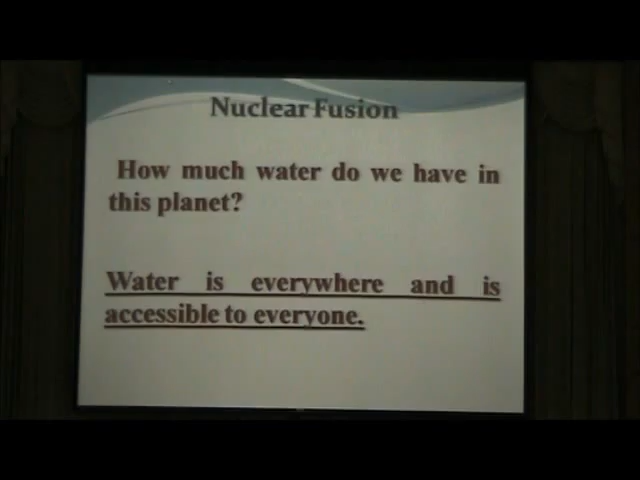 Nuclear Fusion
How much water do we have in
this planet?
Water is everywhere and is
accessible to everyone.